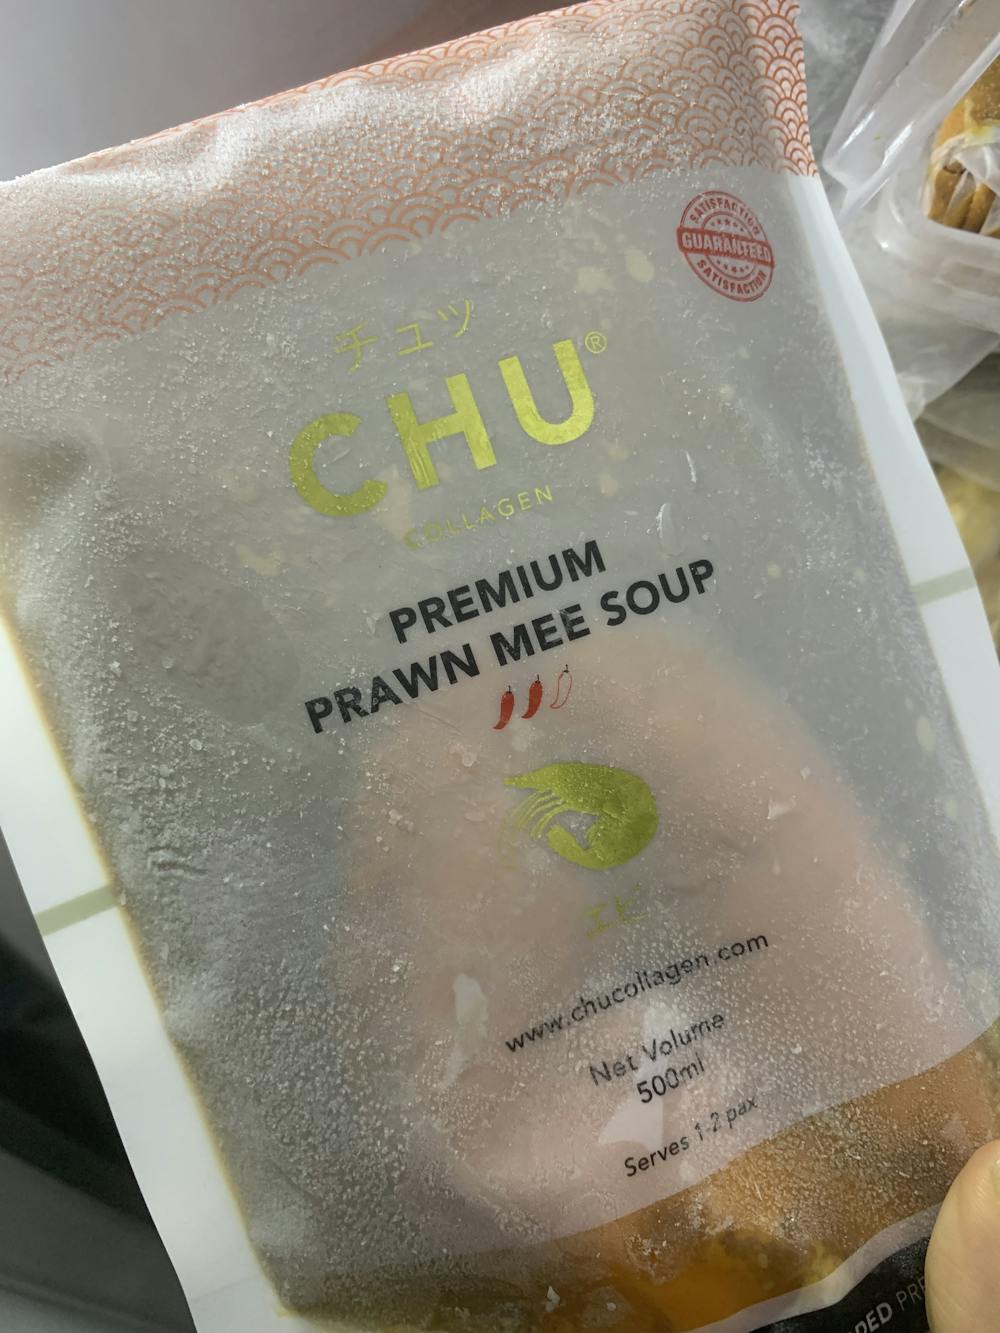 SATISFACTION
GUARANTEED
SATISFACTION
チュッ
CHU®
COLLAGEN
PREMIUM
PRAWN MEE SOUP
エビ
www.chucollagen.com
Net Volume
500ml
Serves 1-2 pax